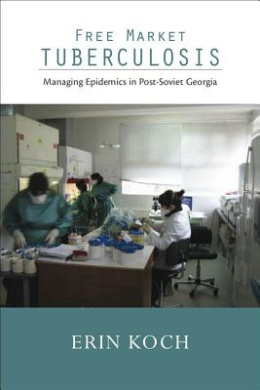 FREE MARKET
TUBERCULOSIS
Managing Epidemics in Post-Soviet Georgia
ERIN KOCH